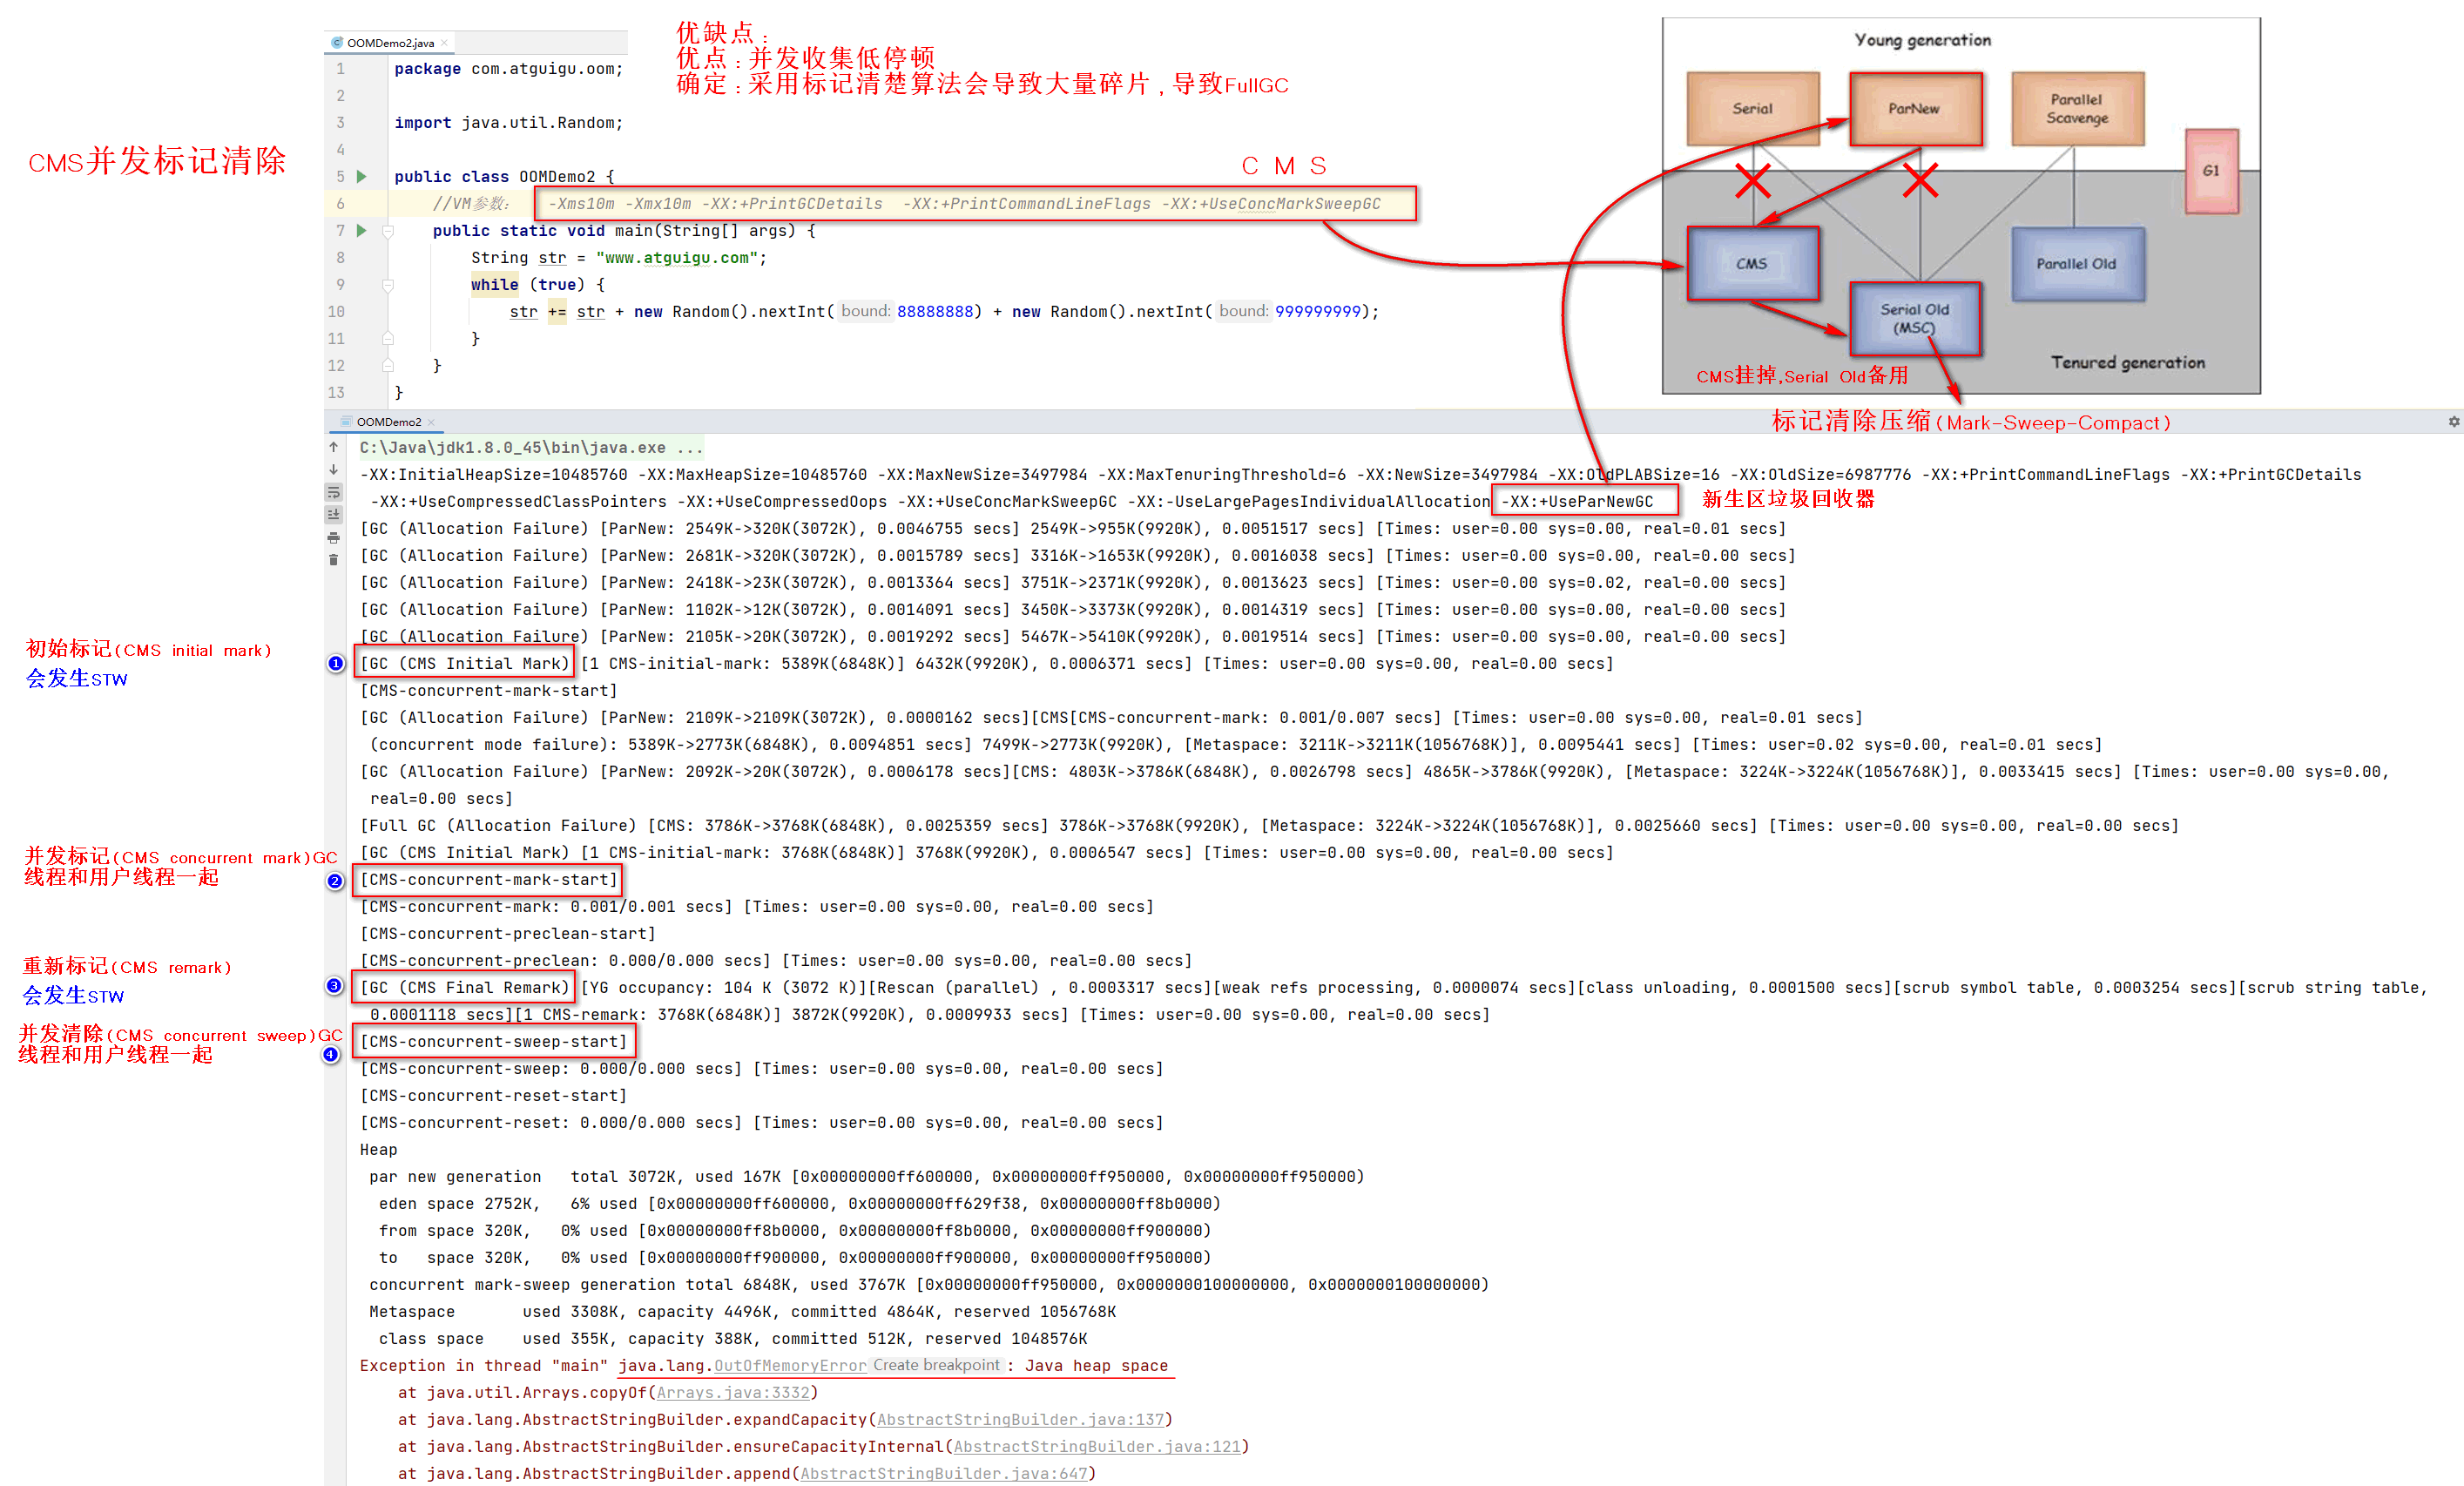 优缺点:
优点:并发收集低停顿
确定:采用标记清楚算法会导致大量碎片,导致FullGC
CMS并发标记清除
OOMDemo2.java
1 package com.atguigu.oom;
2
3 import java.util.Random;
4
5 public class OOMDemo2 {
6 //VM参数: -Xms10m -Xmx10m -XX:+PrintGCDetails -XX:+PrintCommandLineFlags -XX:+UseConcMarkSweepGC
7 public static void main(String[] args) {
8 String str = "www.atguigu.com";
9 while (true) {
10 str += str + new Random().nextInt( bound: 88888888) + new Random().nextInt( bound: 999999999);
11 }
12 }
13 }
C M S
Young generation
Serial
ParNew
Parallel
Scavenge
G1
CMS
Serial Old
(MSC)
Parallel Old
Tenured generation
CMS挂掉,Serial Old备用
标记清除压缩(Mark-Sweep-Compact)
OOMDemo2
C:\Java\jdk1.8.0_45\bin\java.exe ...
-XX:InitialHeapSize=10485760 -XX:MaxHeapSize=10485760 -XX:MaxNewSize=3497984 -XX:MaxTenuringThreshold=6 -XX:NewSize=3497984 -XX:OldPLABSize=16 -XX:OldSize=6987776 -XX:+PrintCommandLineFlags -XX:+PrintGCDetails
-XX:+UseCompressedClassPointers -XX:+UseCompressedOops -XX:+UseConcMarkSweepGC -XX:-UseLargePagesIndividualAllocation -XX:+UseParNewGC
新生区垃圾回收器
[GC (Allocation Failure) [ParNew: 2549K->320K(3072K), 0.0046755 secs] 2549K->955K(9920K), 0.0051517 secs] [Times: user=0.00 sys=0.00, real=0.01 secs]
[GC (Allocation Failure) [ParNew: 2681K->320K(3072K), 0.0015789 secs] 3316K->1653K(9920K), 0.0016038 secs] [Times: user=0.00 sys=0.00, real=0.00 secs]
[GC (Allocation Failure) [ParNew: 2418K->23K(3072K), 0.0013364 secs] 3751K->2371K(9920K), 0.0013623 secs] [Times: user=0.00 sys=0.02, real=0.00 secs]
[GC (Allocation Failure) [ParNew: 1102K->12K(3072K), 0.0014091 secs] 3450K->3373K(9920K), 0.0014319 secs] [Times: user=0.00 sys=0.00, real=0.00 secs]
[GC (Allocation Failure) [ParNew: 2105K->20K(3072K), 0.0019292 secs] 5467K->5410K(9920K), 0.0019514 secs] [Times: user=0.00 sys=0.00, real=0.00 secs]
初始标记(CMS initial mark)
会发生STW
1
[GC (CMS Initial Mark) [1 CMS-initial-mark: 5389K(6848K)] 6432K(9920K), 0.0006371 secs] [Times: user=0.00 sys=0.00, real=0.00 secs]
[CMS-concurrent-mark-start]
[GC (Allocation Failure) [ParNew: 2109K->2109K(3072K), 0.0000162 secs][CMS[CMS-concurrent-mark: 0.001/0.007 secs] [Times: user=0.00 sys=0.00, real=0.01 secs]
(concurrent mode failure): 5389K->2773K(6848K), 0.0094851 secs] 7499K->2773K(9920K), [Metaspace: 3211K->3211K(1056768K)], 0.0095441 secs] [Times: user=0.02 sys=0.00, real=0.01 secs]
[GC (Allocation Failure) [ParNew: 2092K->20K(3072K), 0.0006178 secs][CMS: 4803K->3786K(6848K), 0.0026798 secs] 4865K->3786K(9920K), [Metaspace: 3224K->3224K(1056768K)], 0.0033415 secs] [Times: user=0.00 sys=0.00,
real=0.00 secs]
[Full GC (Allocation Failure) [CMS: 3786K->3768K(6848K), 0.0025359 secs] 3786K->3768K(9920K), [Metaspace: 3224K->3224K(1056768K)], 0.0025660 secs] [Times: user=0.00 sys=0.00, real=0.00 secs]
[GC (CMS Initial Mark) [1 CMS-initial-mark: 3768K(6848K)] 3768K(9920K), 0.0006547 secs] [Times: user=0.00 sys=0.00, real=0.00 secs]
并发标记(CMS concurrent mark)GC
线程和用户线程一起
2
[CMS-concurrent-mark-start]
[CMS-concurrent-mark: 0.001/0.001 secs] [Times: user=0.00 sys=0.00, real=0.00 secs]
[CMS-concurrent-preclean-start]
[CMS-concurrent-preclean: 0.000/0.000 secs] [Times: user=0.00 sys=0.00, real=0.00 secs]
重新标记(CMS remark)
会发生STW
3
[GC (CMS Final Remark) [YG occupancy: 104 K (3072 K)][Rescan (parallel) , 0.0003317 secs][weak refs processing, 0.0000074 secs][class unloading, 0.0001500 secs][scrub symbol table, 0.0003254 secs][scrub string table,
0.0001118 secs][1 CMS-remark: 3768K(6848K)] 3872K(9920K), 0.0009933 secs] [Times: user=0.00 sys=0.00, real=0.00 secs]
并发清除(CMS concurrent sweep)GC
线程和用户线程一起
4
[CMS-concurrent-sweep-start]
[CMS-concurrent-sweep: 0.000/0.000 secs] [Times: user=0.00 sys=0.00, real=0.00 secs]
[CMS-concurrent-reset-start]
[CMS-concurrent-reset: 0.000/0.000 secs] [Times: user=0.00 sys=0.00, real=0.00 secs]
Heap
par new generation total 3072K, used 167K [0x00000000ff600000, 0x00000000ff950000, 0x00000000ff950000)
eden space 2752K, 6% used [0x00000000ff600000, 0x00000000ff629f38, 0x00000000ff8b0000)
from space 320K, 0% used [0x00000000ff8b0000, 0x00000000ff8b0000, 0x00000000ff900000)
to space 320K, 0% used [0x00000000ff900000, 0x00000000ff900000, 0x00000000ff950000)
concurrent mark-sweep generation total 6848K, used 3767K [0x00000000ff950000, 0x0000000100000000, 0x0000000100000000)
Metaspace used 3308K, capacity 4496K, committed 4864K, reserved 1056768K
class space used 355K, capacity 388K, committed 512K, reserved 1048576K
Exception in thread "main" java.lang.OutOfMemoryError Create breakpoint : Java heap space
at java.util.Arrays.copyOf(Arrays.java:3332)
at java.lang.AbstractStringBuilder.expandCapacity(AbstractStringBuilder.java:137)
at java.lang.AbstractStringBuilder.ensureCapacityInternal(AbstractStringBuilder.java:121)
at java.lang.AbstractStringBuilder.append(AbstractStringBuilder.java:647)